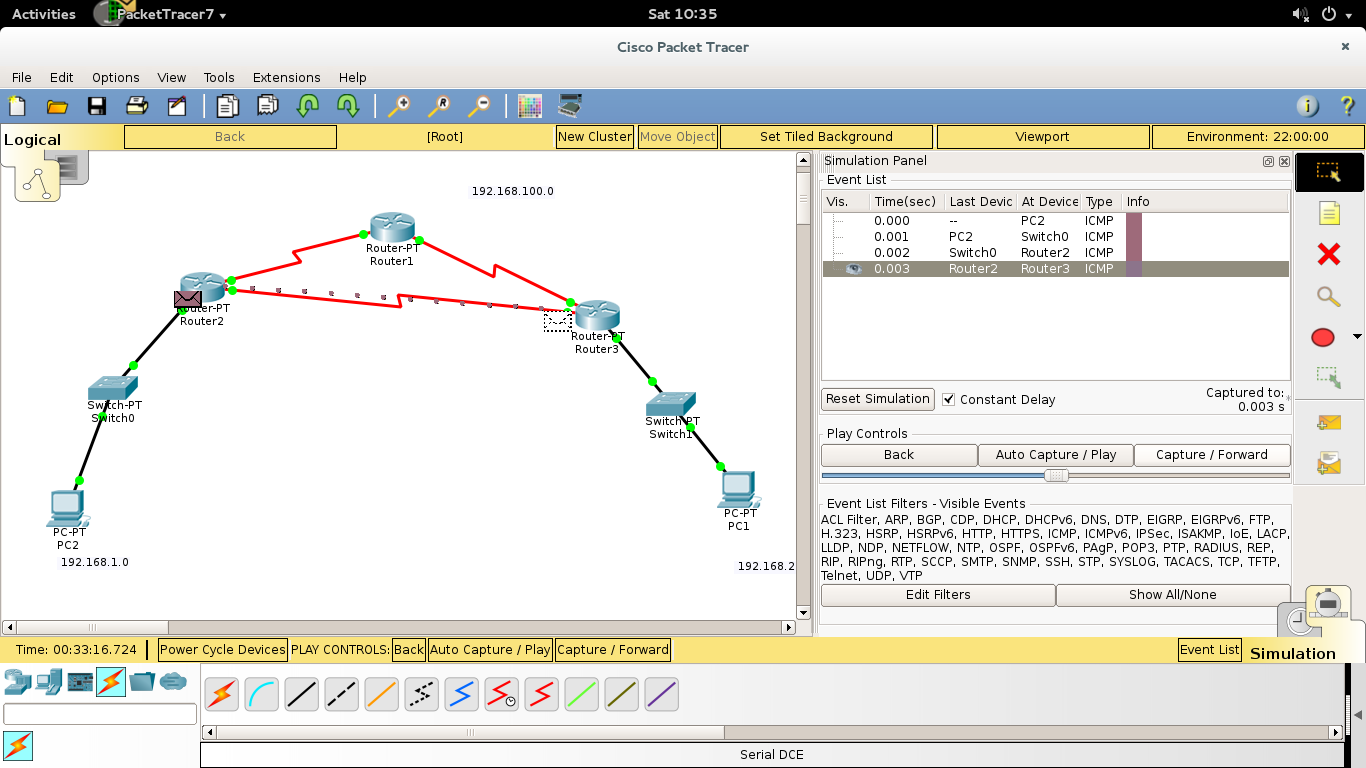 Activities PacketTracer7 Sat 10:35
Cisco Packet Tracer
File Edit Options View Tools Extensions Help
Logical Back [Root] New Cluster Move Object Set Tiled Background Viewport Environment: 22:00:00
192.168.100.0
Router-PT
Router1
Router-PT
Router2
Router-PT
Router3
Switch-PT
Switch0
Switch-PT
Switch1
PC-PT
PC2
192.168.1.0
PC-PT
PC1
192.168.2
Simulation Panel
Event List
Vis. Time(sec) Last Devic At Device Type Info
0.000 -- PC2 ICMP
0.001 PC2 Switch0 ICMP
0.002 Switch0 Router2 ICMP
0.003 Router2 Router3 ICMP
Reset Simulation Constant Delay Captured to:
0.003 s
Play Controls
Back Auto Capture / Play Capture / Forward
Event List Filters - Visible Events
ACL Filter, ARP, BGP, CDP, DHCP, DHCPv6, DNS, DTP, EIGRP, EIGRPv6, FTP,
H.323, HSRP, HSRPv6, HTTP, HTTPS, ICMP, ICMPv6, IPSec, ISAKMP, IoE, LACP,
LLDP, NDP, NETFLOW, NTP, OSPF, OSPFv6, PAgP, POP3, PTP, RADIUS, REP,
RIP, RIPng, RTP, SCCP, SMTP, SNMP, SSH, STP, SYSLOG, TACACS, TCP, TFTP,
Telnet, UDP, VTP
Edit Filters Show All/None
Time: 00:33:16.724 Power Cycle Devices PLAY CONTROLS: Back Auto Capture / Play Capture / Forward Event List Simulation
Serial DCE